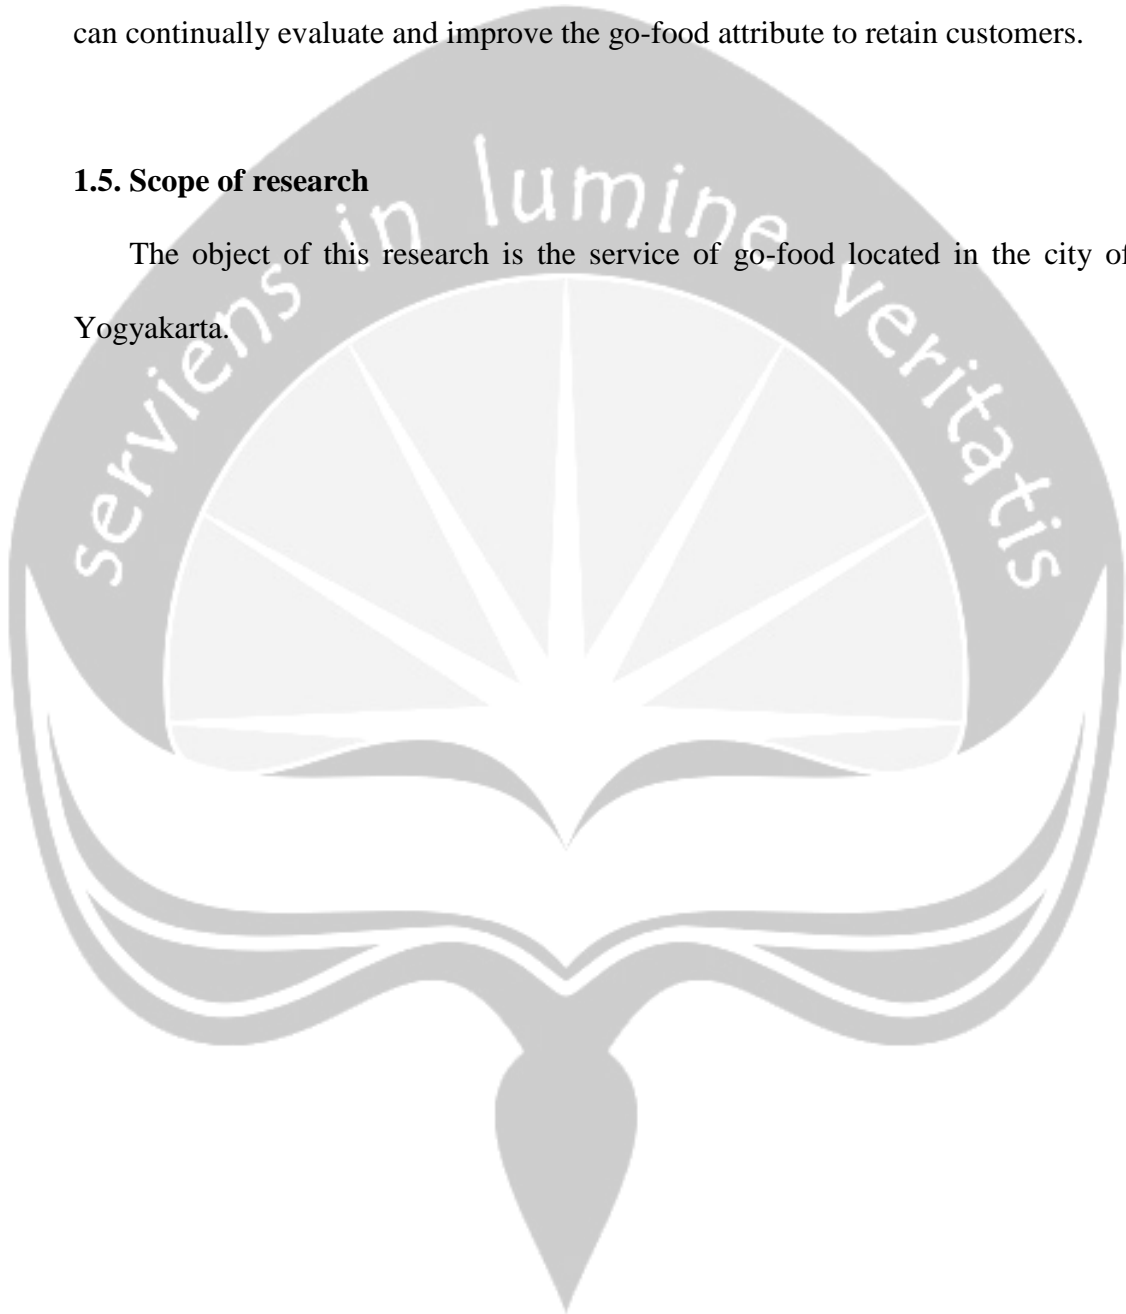 can continually evaluate and improve the go-food attribute to retain customers.
1.5. Scope of research
The object of this research is the service of go-food located in the city of
Yogyakarta.
serviens in lumine veritatis